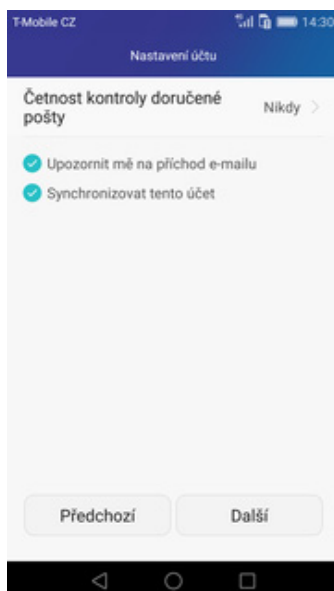 T-Mobile CZ 14:30
Nastavení účtu
Četnost kontroly doručené
pošty
Nikdy
Upozornit mě na příchod e-mailu
Synchronizovat tento účet
Předchozí
Další